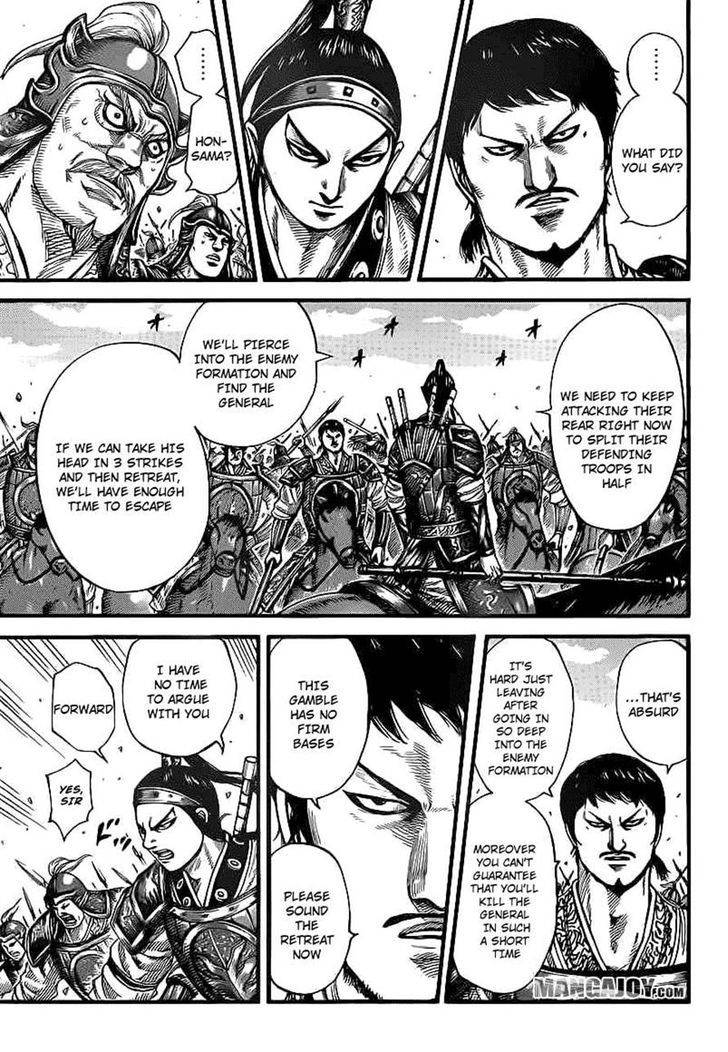 ......
WHAT DID
YOU SAY?
......
HON-
SAMA?
WE NEED TO KEEP
ATTACKING THEIR
REAR RIGHT NOW
TO SPLIT THEIR
DEFENDING
TROOPS IN
HALF
WE'LL PIERCE
INTO THE ENEMY
FORMATION AND
FIND THE
GENERAL
IF WE CAN TAKE HIS
HEAD IN 3 STRIKES
AND THEN RETREAT,
WE'LL HAVE ENOUGH
TIME TO ESCAPE
...THAT'S
ABSURD
IT'S
HARD JUST
LEAVING
AFTER
GOING IN
SO DEEP
INTO THE
ENEMY
FORMATION
MOREOVER
YOU CAN'T
GUARANTEE
THAT YOU'LL
KILL THE
GENERAL
IN SUCH
A SHORT
TIME
THIS
GAMBLE
HAS NO
FIRM
BASES
PLEASE
SOUND
THE
RETREAT
NOW
I HAVE
NO TIME
TO ARGUE
WITH YOU
FORWARD
YES,
SIR
MANGAJOY.COM